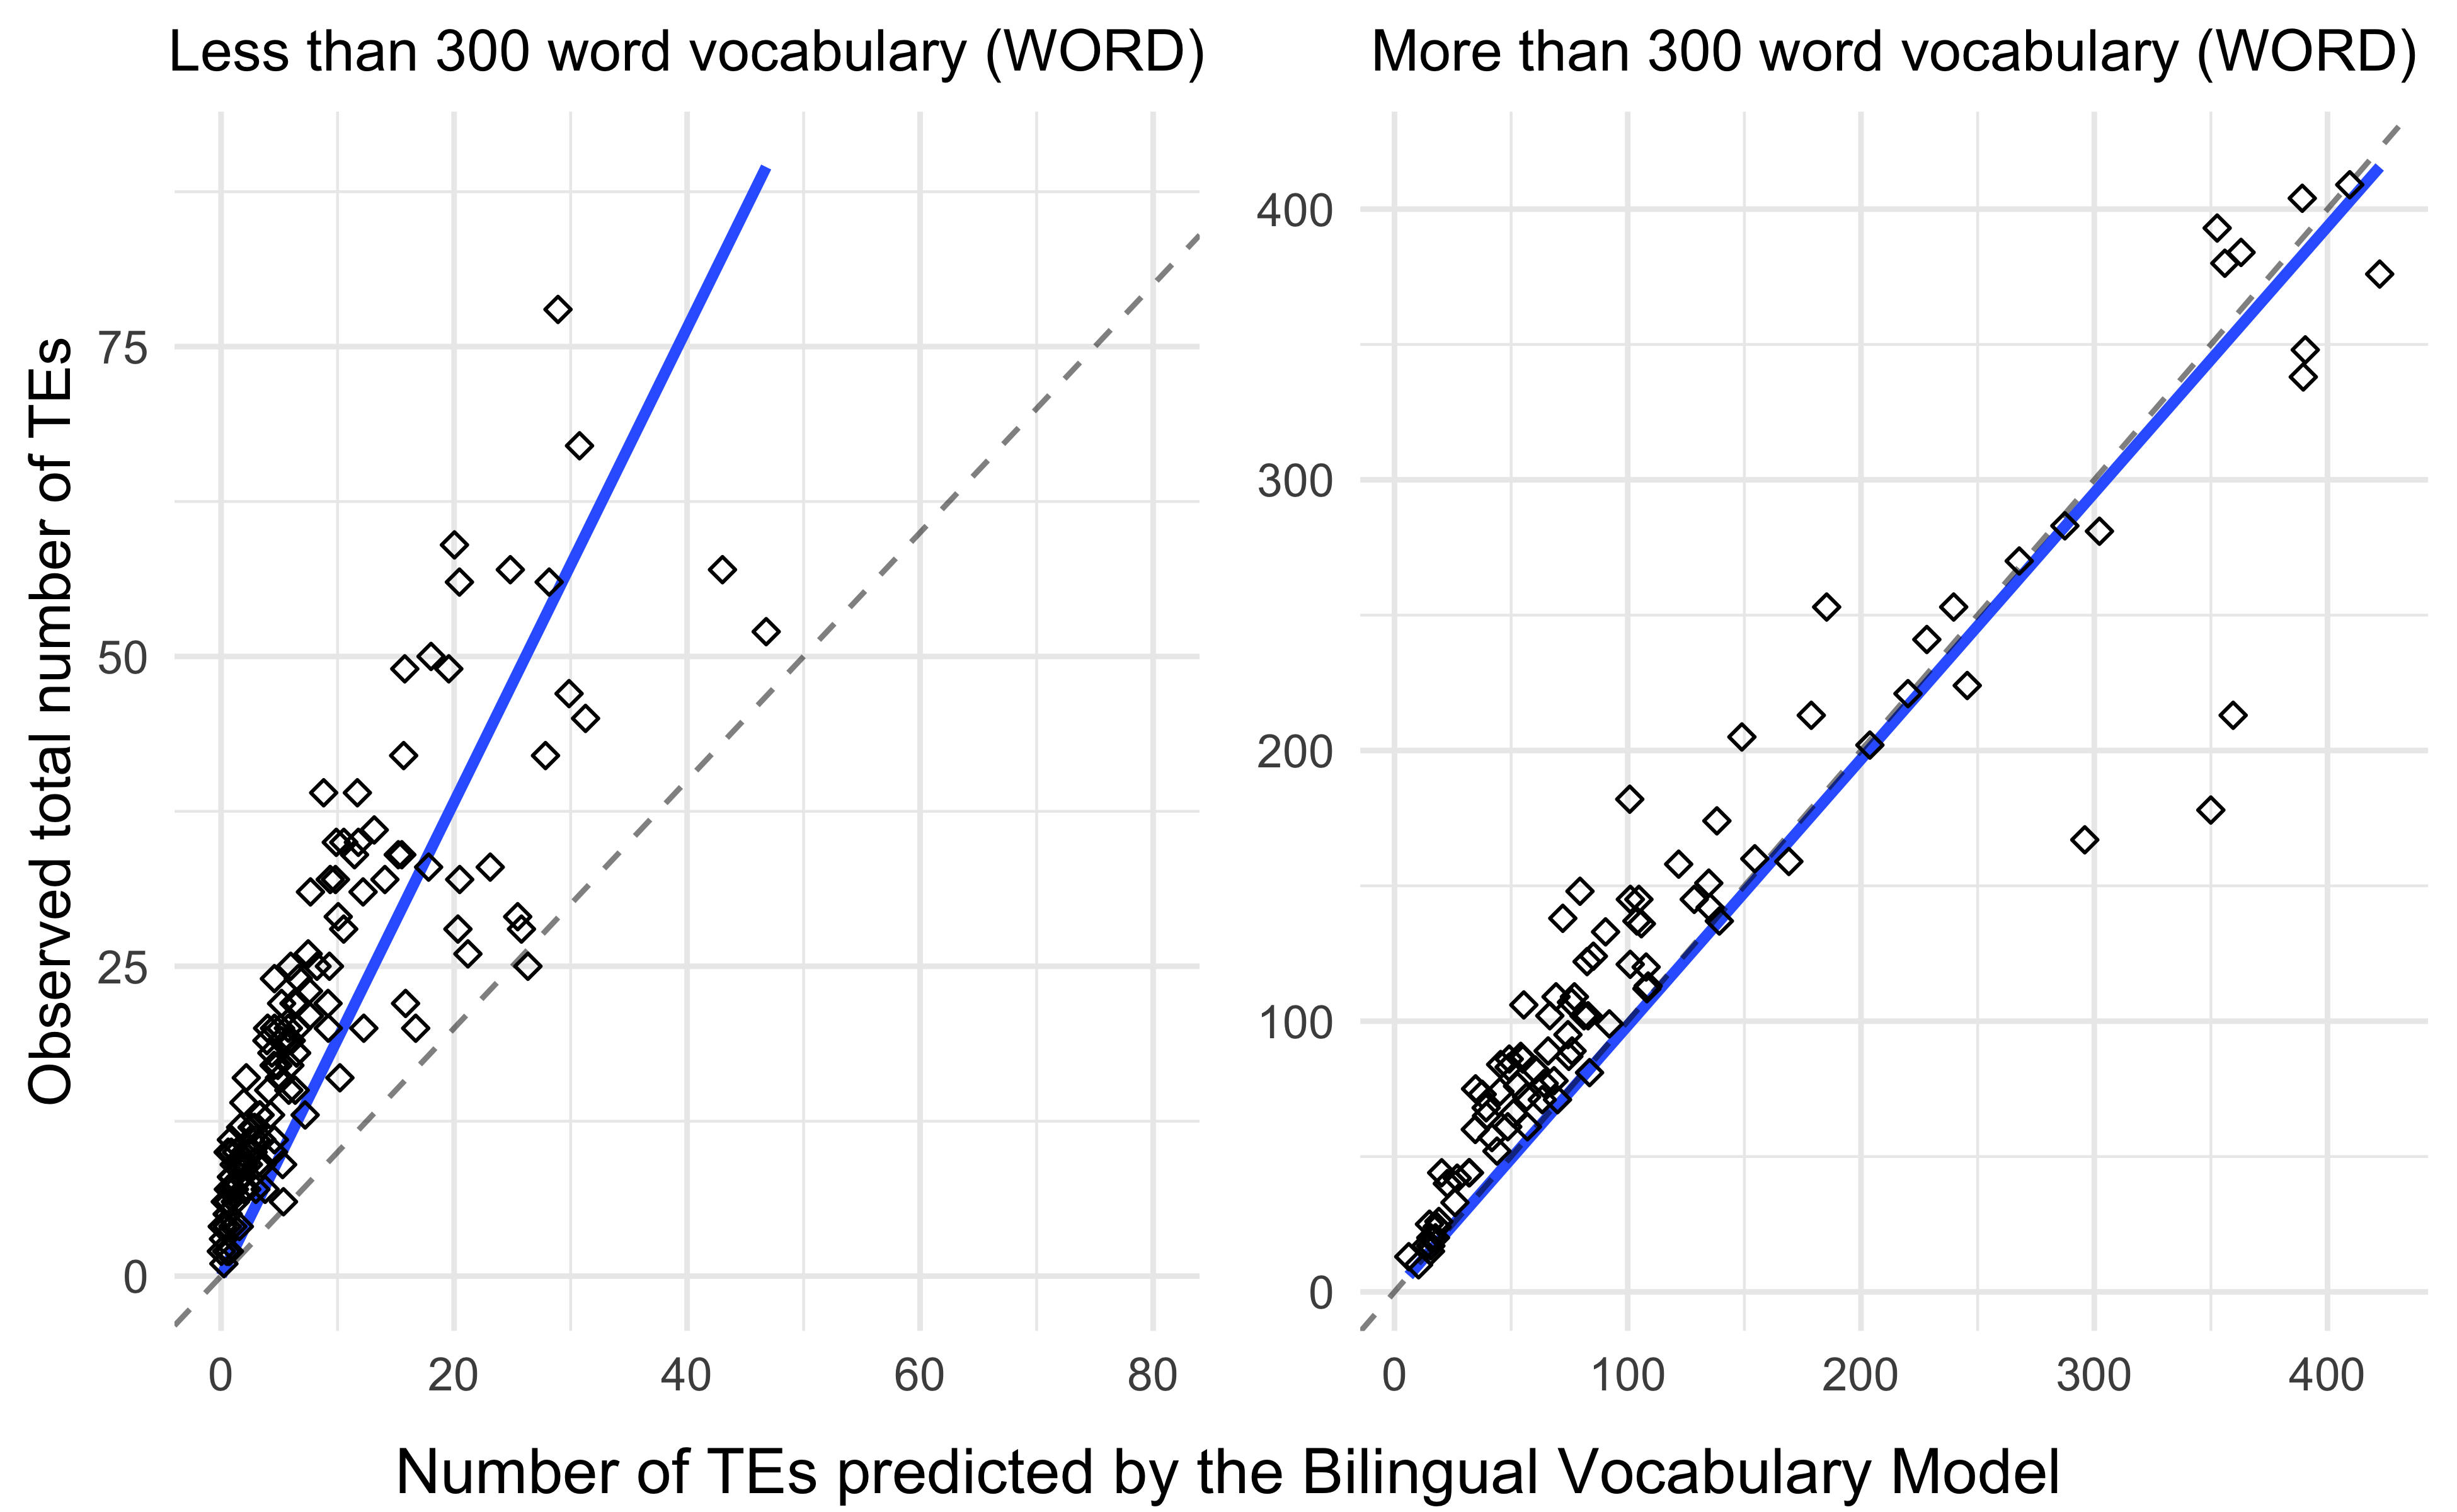 Less than 300 word vocabulary (WORD)
More than 300 word vocabulary (WORD)
Observed total number of TEs
75
50
25
0
0 20 40 60 80
400
300
200
100
0
0 100 200 300 400
Number of TEs predicted by the Bilingual Vocabulary Model